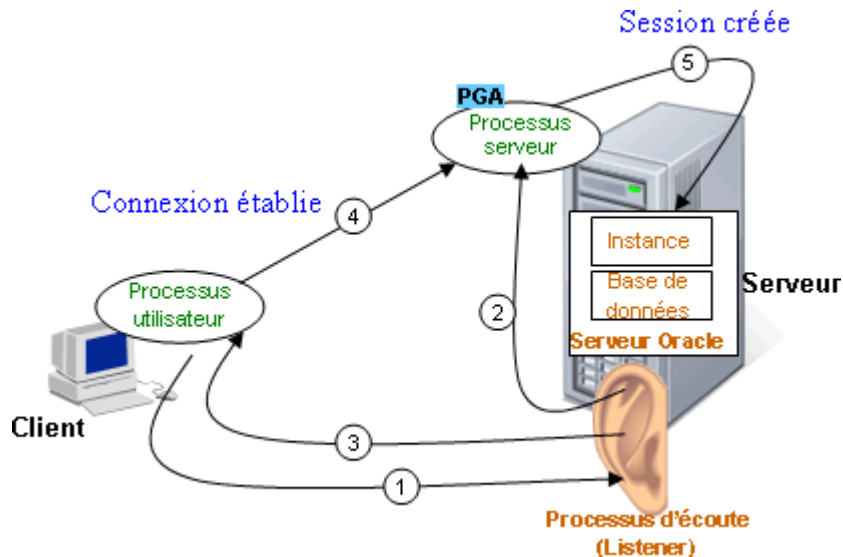 Session créée
5
PGA
Processus
serveur
Connexion établie
4
Instance
Processus
utilisateur
Base de
données
Serveur
2
Serveur Oracle
Client
3
1
Processus d'écoute
(Listener)